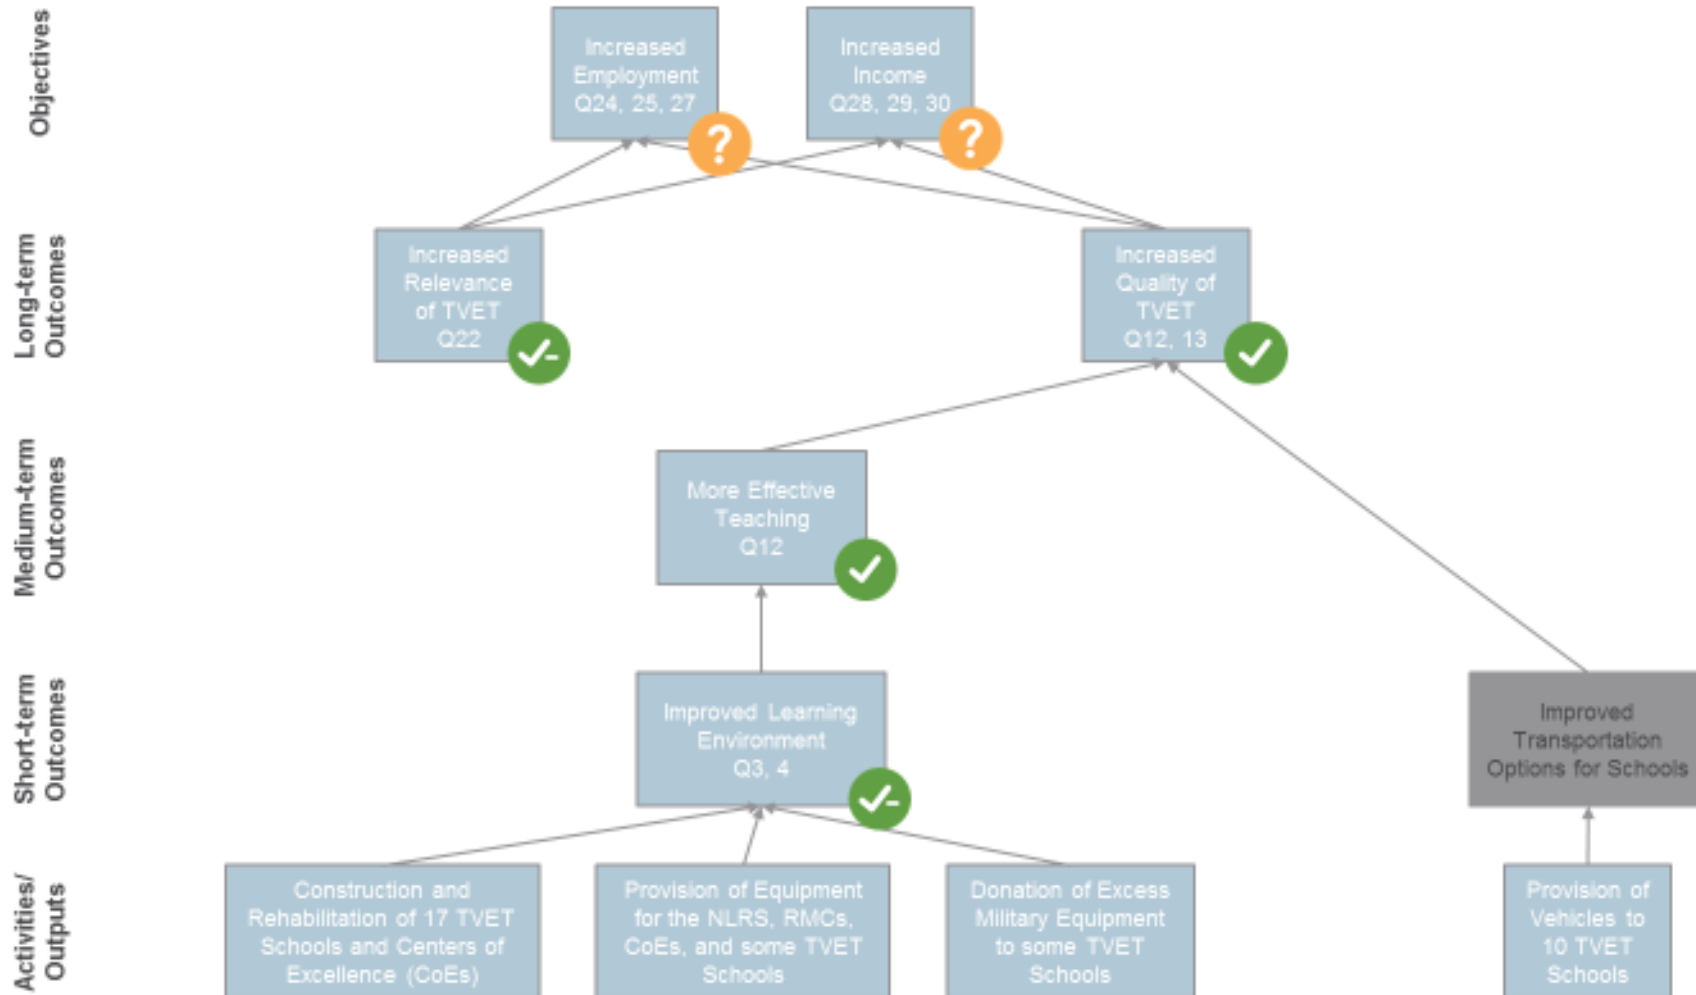 Objectives
Increased
Employment
Q24, 25, 27
?
Increased
Income
Q28, 29, 30
?
Long-term
Outcomes
Increased
Relevance
of TVET
Q22
Increased
Quality of
TVET
Q12, 13
Medium-term
Outcomes
More Effective
Teaching
Q12
Short-term
Outcomes
Improved Learning
Environment
Q3, 4
Improved
Transportation
Options for Schools
Activities/
Outputs
Construction and
Rehabilitation of 17 TVET
Schools and Centers of
Excellence (CoEs)
Provision of Equipment
for the NLRS, RMCs,
CoEs, and some TVET
Schools
Donation of Excess
Military Equipment
to some TVET
Schools
Provision of
Vehicles to
10 TVET
Schools